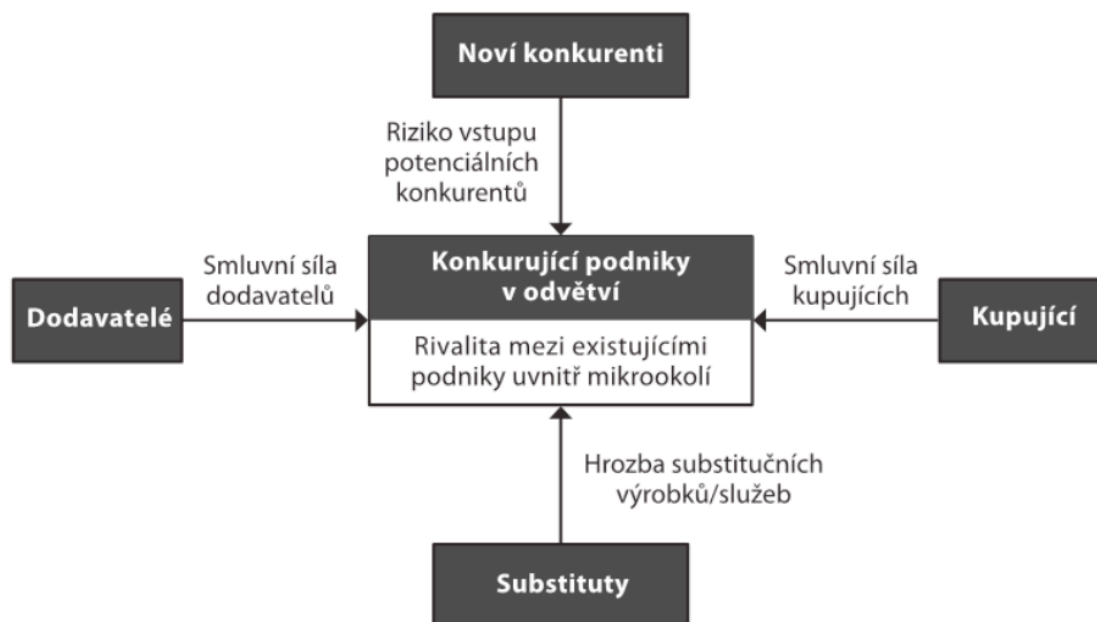 Noví konkurenti
Riziko vstupu
potenciálních
konkurentů
Smluvní síla
dodavatelů
Dodavatelé
Konkurující podniky
v odvětví
Rivalita mezi existujícími
podniky uvnitř mikrookolí
Smluvní síla
kupujících
Kupující
Hrozba substitučních
výrobků/služeb
Substituty